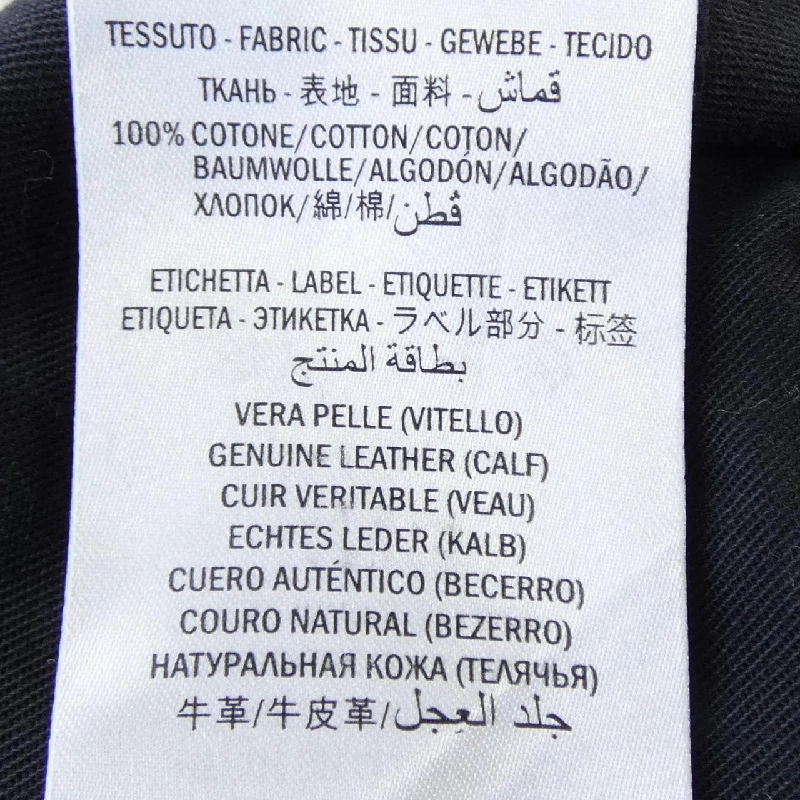 TESSUTO - FABRIC - TISSU - GEWEBE - TECIDO
ТКАНЬ - 表地 - 面料 - قماش
100% COTONE/COTTON/COTON/
BAUMWOLLE/ALGODÓN/ALGODÃO/
ХЛОПОК/綿/棉/قُطن
ETICHETTA - LABEL - ETIQUETTE - ETIKETT
ETIQUETA - ЭТИКЕТКА - ラベル部分 - 标签
بطاقة المنتج
VERA PELLE (VITELLO)
GENUINE LEATHER (CALF)
CUIR VERITABLE (VEAU)
ECHTES LEDER (KALB)
CUERO AUTÉNTICO (BECERRO)
COURO NATURAL (BEZERRO)
НАТУРАЛЬНАЯ КОЖА (ТЕЛЯЧЬЯ)
牛革/牛皮革/جلد العِجل